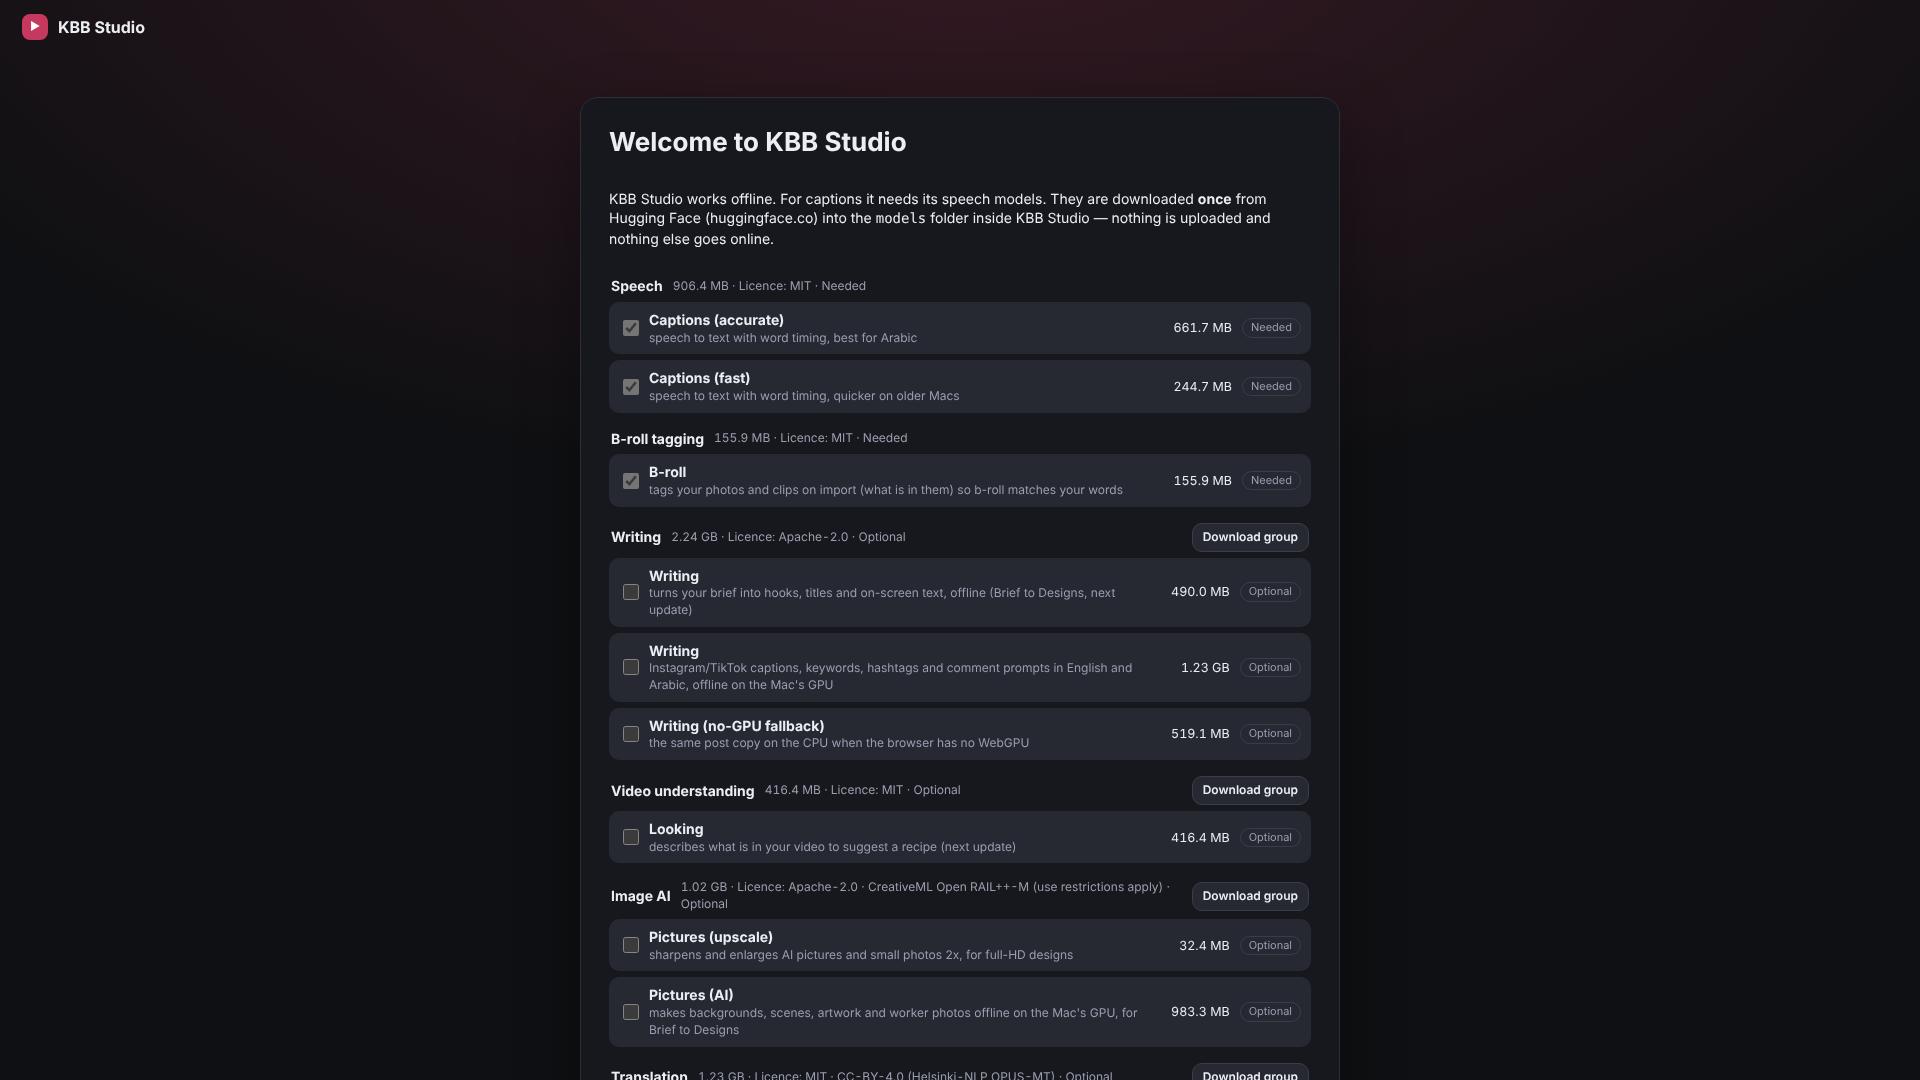 KBB Studio
Welcome to KBB Studio
KBB Studio works offline. For captions it needs its speech models. They are downloaded once from
Hugging Face (huggingface.co) into the models folder inside KBB Studio — nothing is uploaded and
nothing else goes online.
Speech 906.4 MB · Licence: MIT · Needed
Captions (accurate)
speech to text with word timing, best for Arabic
661.7 MB Needed
Captions (fast)
speech to text with word timing, quicker on older Macs
244.7 MB Needed
B-roll tagging 155.9 MB · Licence: MIT · Needed
B-roll
tags your photos and clips on import (what is in them) so b-roll matches your words
155.9 MB Needed
Writing 2.24 GB · Licence: Apache-2.0 · Optional Download group
Writing
turns your brief into hooks, titles and on-screen text, offline (Brief to Designs, next
update)
490.0 MB Optional
Writing
Instagram/TikTok captions, keywords, hashtags and comment prompts in English and
Arabic, offline on the Mac's GPU
1.23 GB Optional
Writing (no-GPU fallback)
the same post copy on the CPU when the browser has no WebGPU
519.1 MB Optional
Video understanding 416.4 MB · Licence: MIT · Optional Download group
Looking
describes what is in your video to suggest a recipe (next update)
416.4 MB Optional
Image AI 1.02 GB · Licence: Apache-2.0 · CreativeML Open RAIL++-M (use restrictions apply) ·
Optional
Download group
Pictures (upscale)
sharpens and enlarges AI pictures and small photos 2x, for full-HD designs
32.4 MB Optional
Pictures (AI)
makes backgrounds, scenes, artwork and worker photos offline on the Mac's GPU, for
Brief to Designs
983.3 MB Optional
Translation 1.23 GB · Licence: MIT · CC-BY-4.0 (Helsinki-NLP OPUS-MT) · Optional Download group